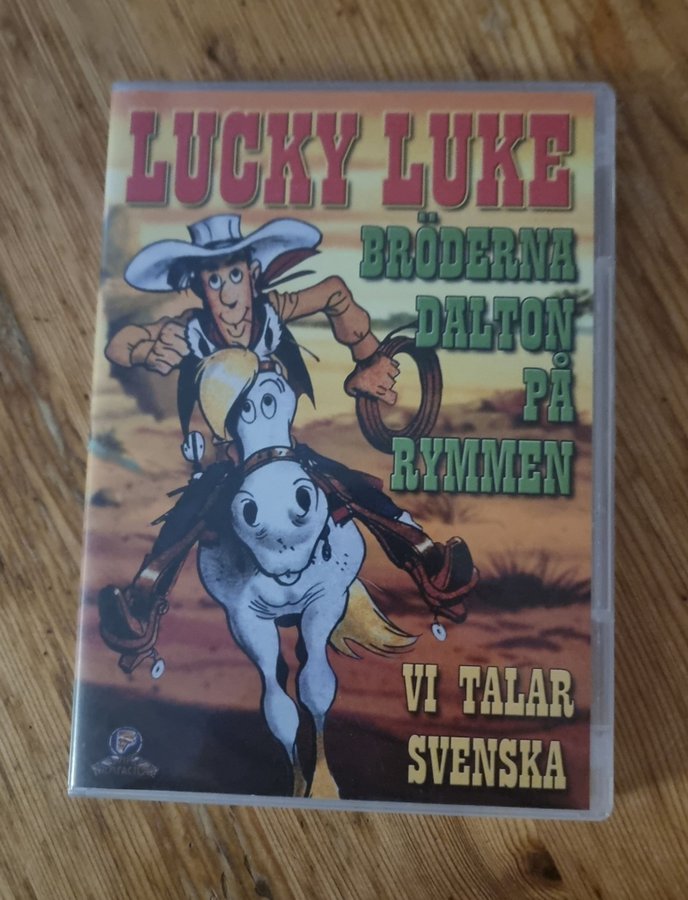 LUCKY LUKE
BRÖDERNA
DALTON
PÅ
RYMMEN
VI TALAR
SVENSKA